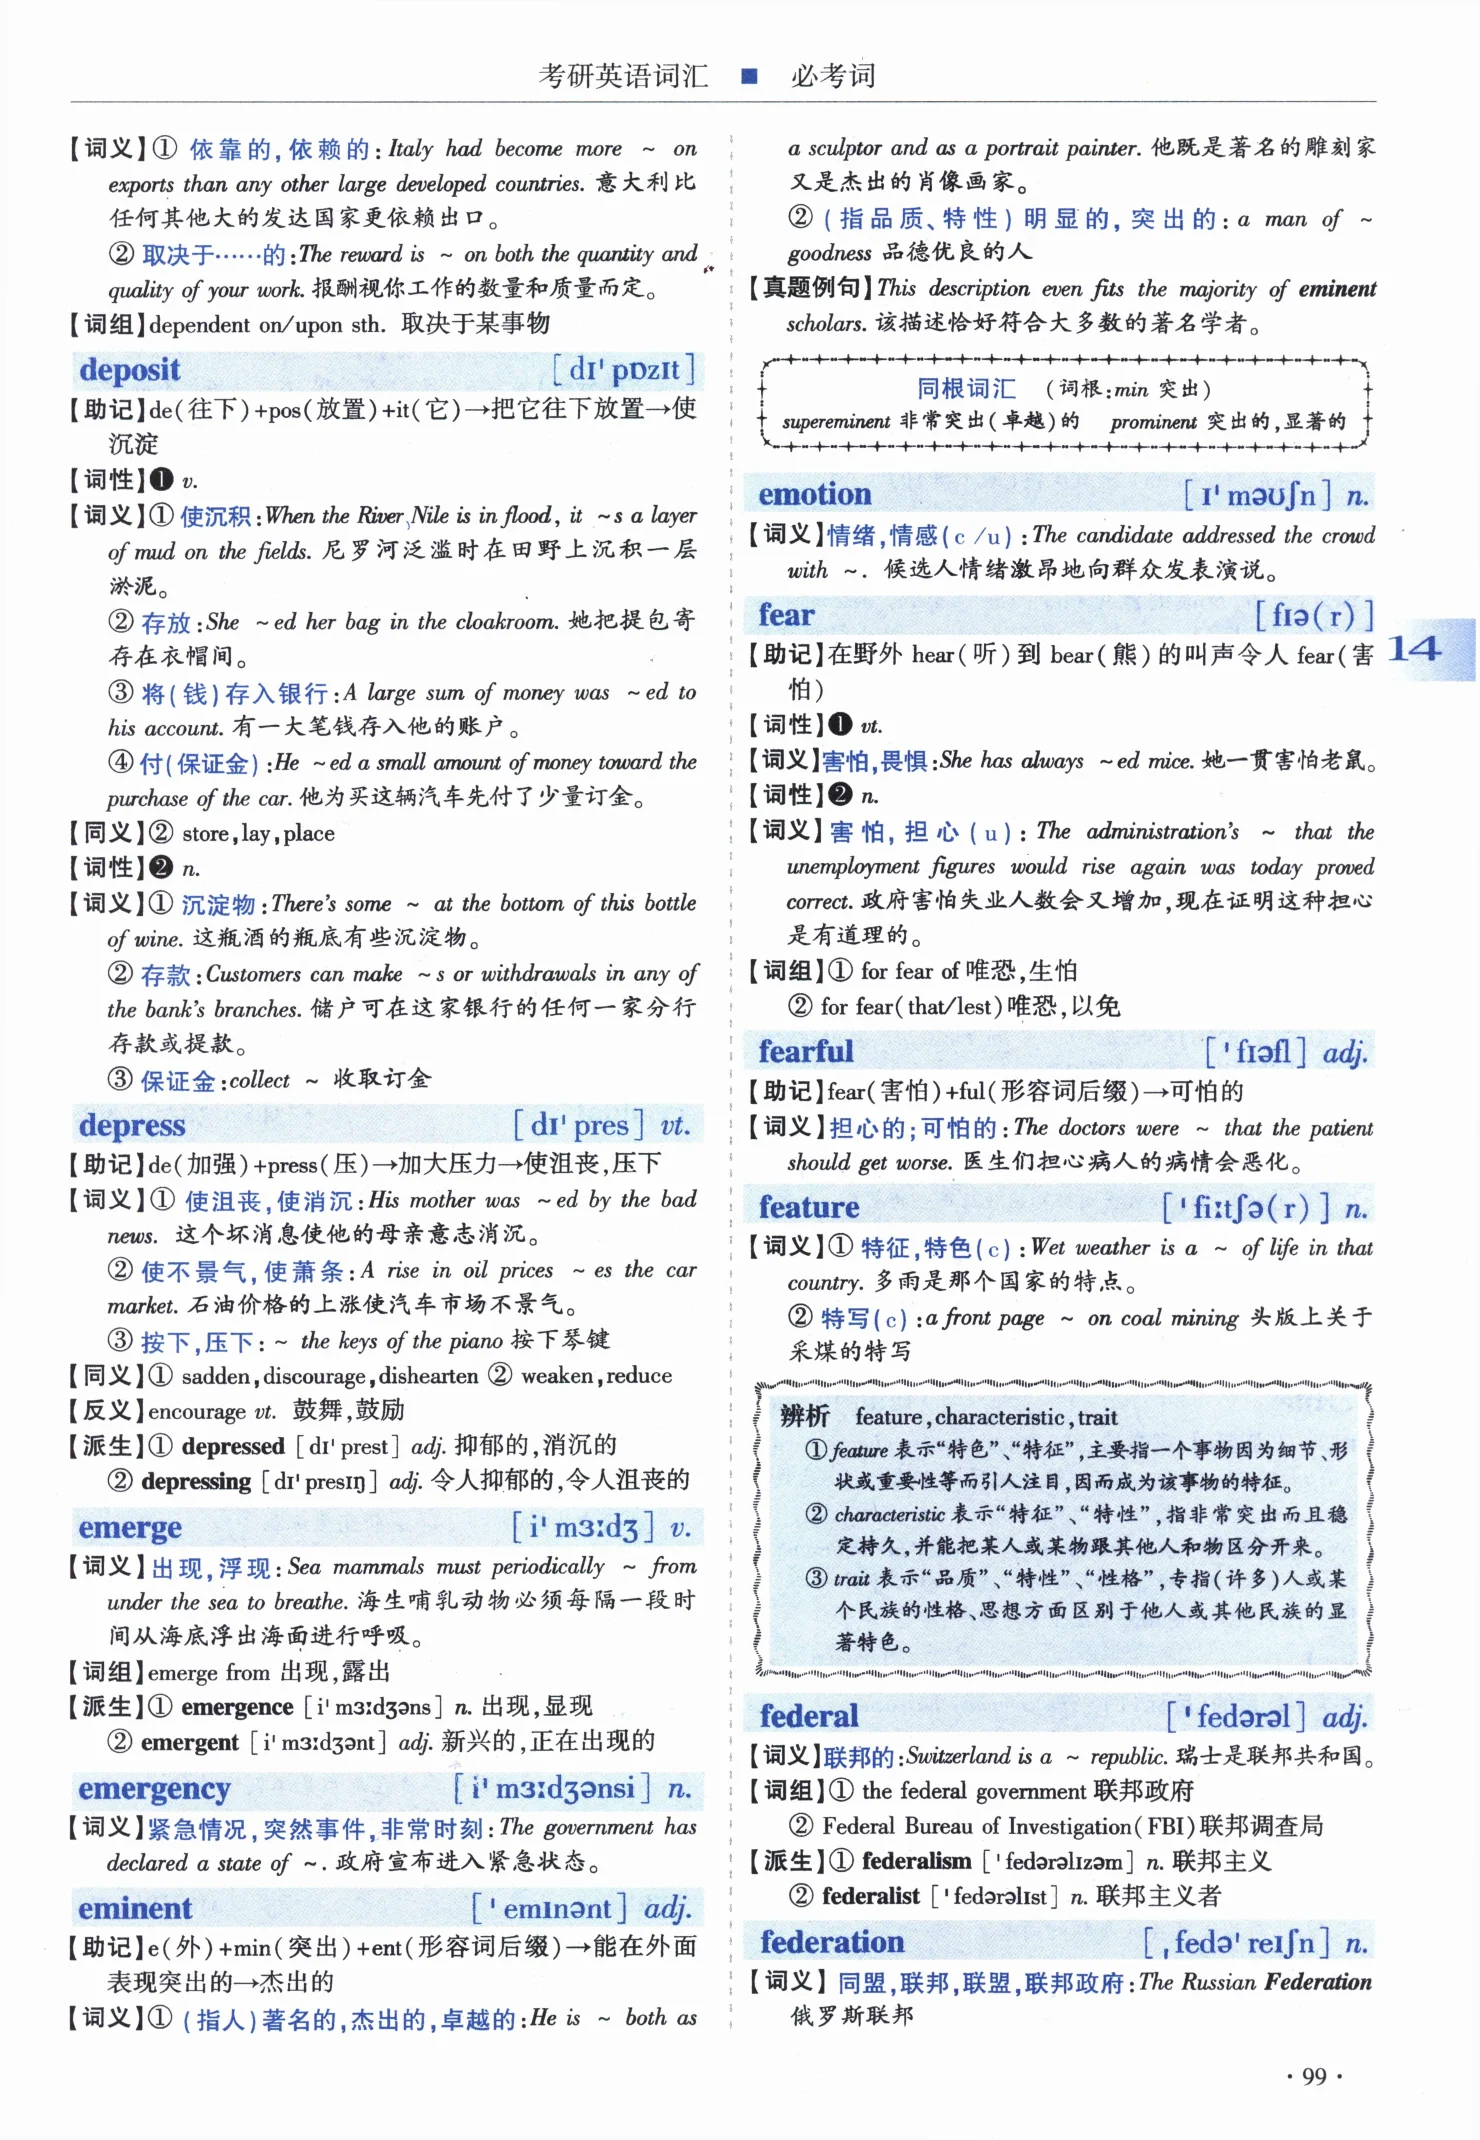 考研英语词汇 ■ 必考词
【词义】① 依靠的,依赖的:Italy had become more ~ on
exports than any other large developed countries. 意大利比
任何其他大的发达国家更依赖出口。
② 取决于……的:The reward is ~ on both the quantity and
quality of your work. 报酬视你工作的数量和质量而定。
【词组】dependent on/upon sth. 取决于某事物
deposit [dɪˈpɒzɪt]
【助记】de(往下)+pos(放置)+it(它)→把它往下放置→使
沉淀
【词性】❶ v.
【词义】① 使沉积:When the River Nile is in flood, it ~s a layer
of mud on the fields. 尼罗河泛滥时在田野上沉积一层
淤泥。
② 存放:She ~ed her bag in the cloakroom. 她把提包寄
存在衣帽间。
③ 将(钱)存入银行:A large sum of money was ~ed to
his account. 有一大笔钱存入他的账户。
④ 付(保证金):He ~ed a small amount of money toward the
purchase of the car. 他为买这辆汽车先付了少量订金。
【同义】② store,lay,place
【词性】❷ n.
【词义】① 沉淀物:There's some ~ at the bottom of this bottle
of wine. 这瓶酒的瓶底有些沉淀物。
② 存款:Customers can make ~s or withdrawals in any of
the bank's branches. 储户可在这家银行的任何一家分行
存款或提款。
③ 保证金:collect ~ 收取订金
depress [dɪˈpres] vt.
【助记】de(加强)+press(压)→加大压力→使沮丧,压下
【词义】① 使沮丧,使消沉:His mother was ~ed by the bad
news. 这个坏消息使他的母亲意志消沉。
② 使不景气,使萧条:A rise in oil prices ~es the car
market. 石油价格的上涨使汽车市场不景气。
③ 按下,压下:~ the keys of the piano 按下琴键
【同义】① sadden,discourage,dishearten ② weaken,reduce
【反义】encourage vt. 鼓舞,鼓励
【派生】① depressed [dɪˈprest] adj. 抑郁的,消沉的
② depressing [dɪˈpresɪŋ] adj. 令人抑郁的,令人沮丧的
emerge [iˈmɜːdʒ] v.
【词义】出现,浮现:Sea mammals must periodically ~ from
under the sea to breathe. 海生哺乳动物必须每隔一段时
间从海底浮出海面进行呼吸。
【词组】emerge from 出现,露出
【派生】① emergence [iˈmɜːdʒəns] n. 出现,显现
② emergent [iˈmɜːdʒənt] adj. 新兴的,正在出现的
emergency [iˈmɜːdʒənsi] n.
【词义】紧急情况,突然事件,非常时刻:The government has
declared a state of ~. 政府宣布进入紧急状态。
eminent [ˈemɪnənt] adj.
【助记】e(外)+min(突出)+ent(形容词后缀)→能在外面
表现突出的→杰出的
【词义】① (指人)著名的,杰出的,卓越的:He is ~ both as
a sculptor and as a portrait painter. 他既是著名的雕刻家
又是杰出的肖像画家。
② (指品质、特性)明显的,突出的:a man of ~
goodness 品德优良的人
【真题例句】This description even fits the majority of eminent
scholars. 该描述恰好符合大多数的著名学者。
同根词汇 (词根:min 突出)
supereminent 非常突出(卓越)的 prominent 突出的,显著的
emotion [ɪˈməʊʃn] n.
【词义】情绪,情感(c/u):The candidate addressed the crowd
with ~. 候选人情绪激昂地向群众发表演说。
fear [fɪə(r)]
【助记】在野外 hear(听)到 bear(熊)的叫声令人 fear(害
怕)
【词性】❶ vt.
【词义】害怕,畏惧:She has always ~ed mice. 她一贯害怕老鼠。
【词性】❷ n.
【词义】害怕,担心(u):The administration's ~ that the
unemployment figures would rise again was today proved
correct. 政府害怕失业人数会又增加,现在证明这种担心
是有道理的。
【词组】① for fear of 唯恐,生怕
② for fear(that/lest)唯恐,以免
fearful [ˈfɪəfl] adj.
【助记】fear(害怕)+ful(形容词后缀)→可怕的
【词义】担心的;可怕的:The doctors were ~ that the patient
should get worse. 医生们担心病人的病情会恶化。
feature [ˈfiːtʃə(r)] n.
【词义】① 特征,特色(c):Wet weather is a ~ of life in that
country. 多雨是那个国家的特点。
② 特写(c):a front page ~ on coal mining 头版上关于
采煤的特写
辨析 feature,characteristic,trait
①feature 表示“特色”、“特征”,主要指一个事物因为细节、形
状或重要性等而引人注目,因而成为该事物的特征。
② characteristic 表示“特征”、“特性”,指非常突出而且稳
定持久,并能把某人或某物跟其他人和物区分开来。
③ trait 表示“品质”、“特性”、“性格”,专指(许多)人或某
个民族的性格、思想方面区别于他人或其他民族的显
著特色。
federal [ˈfedərəl] adj.
【词义】联邦的:Switzerland is a ~ republic. 瑞士是联邦共和国。
【词组】① the federal government 联邦政府
② Federal Bureau of Investigation(FBI)联邦调查局
【派生】① federalism [ˈfedərəlɪzəm] n. 联邦主义
② federalist [ˈfedərəlɪst] n. 联邦主义者
federation [ˌfedəˈreɪʃn] n.
【词义】同盟,联邦,联盟,联邦政府:The Russian Federation
俄罗斯联邦
14
· 99 ·